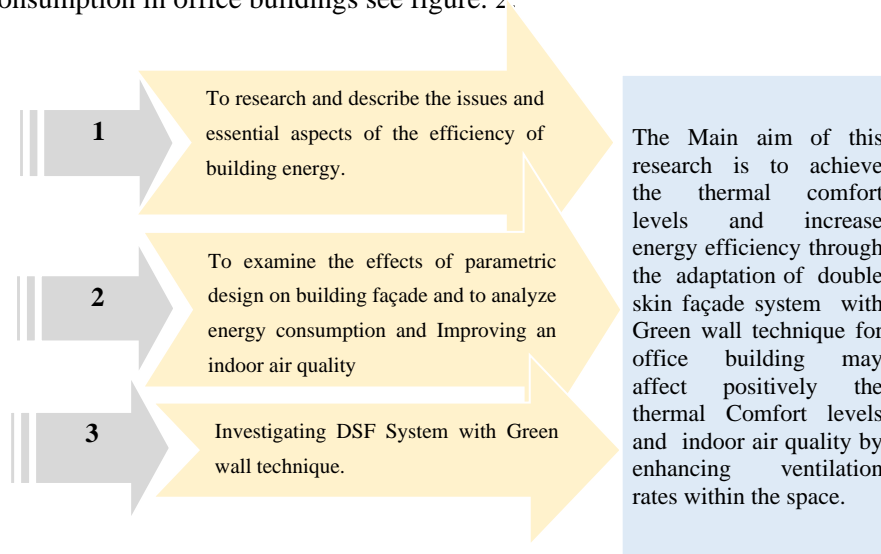 onsumption in office buildings see figure. 2.
1
To research and describe the issues and
essential aspects of the efficiency of
building energy.
2
To examine the effects of parametric
design on building façade and to analyze
energy consumption and Improving an
indoor air quality
3
Investigating DSF System with Green
wall technique.
The Main aim of this
research is to achieve
the thermal comfort
levels and increase
energy efficiency through
the adaptation of double
skin façade system with
Green wall technique for
office building may
affect positively the
thermal Comfort levels
and indoor air quality by
enhancing ventilation
rates within the space.